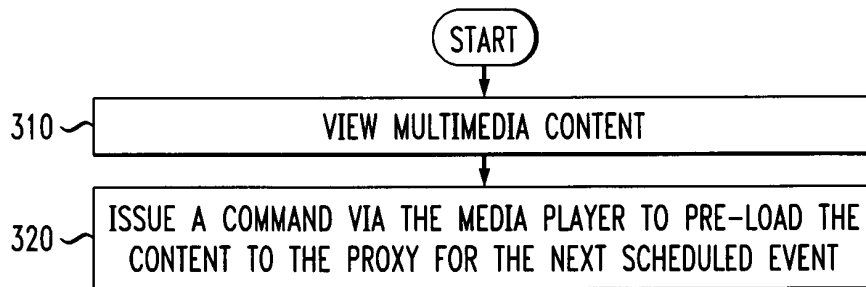 START
310
VIEW MULTIMEDIA CONTENT
320
ISSUE A COMMAND VIA THE MEDIA PLAYER TO PRE-LOAD THE
CONTENT TO THE PROXY FOR THE NEXT SCHEDULED EVENT